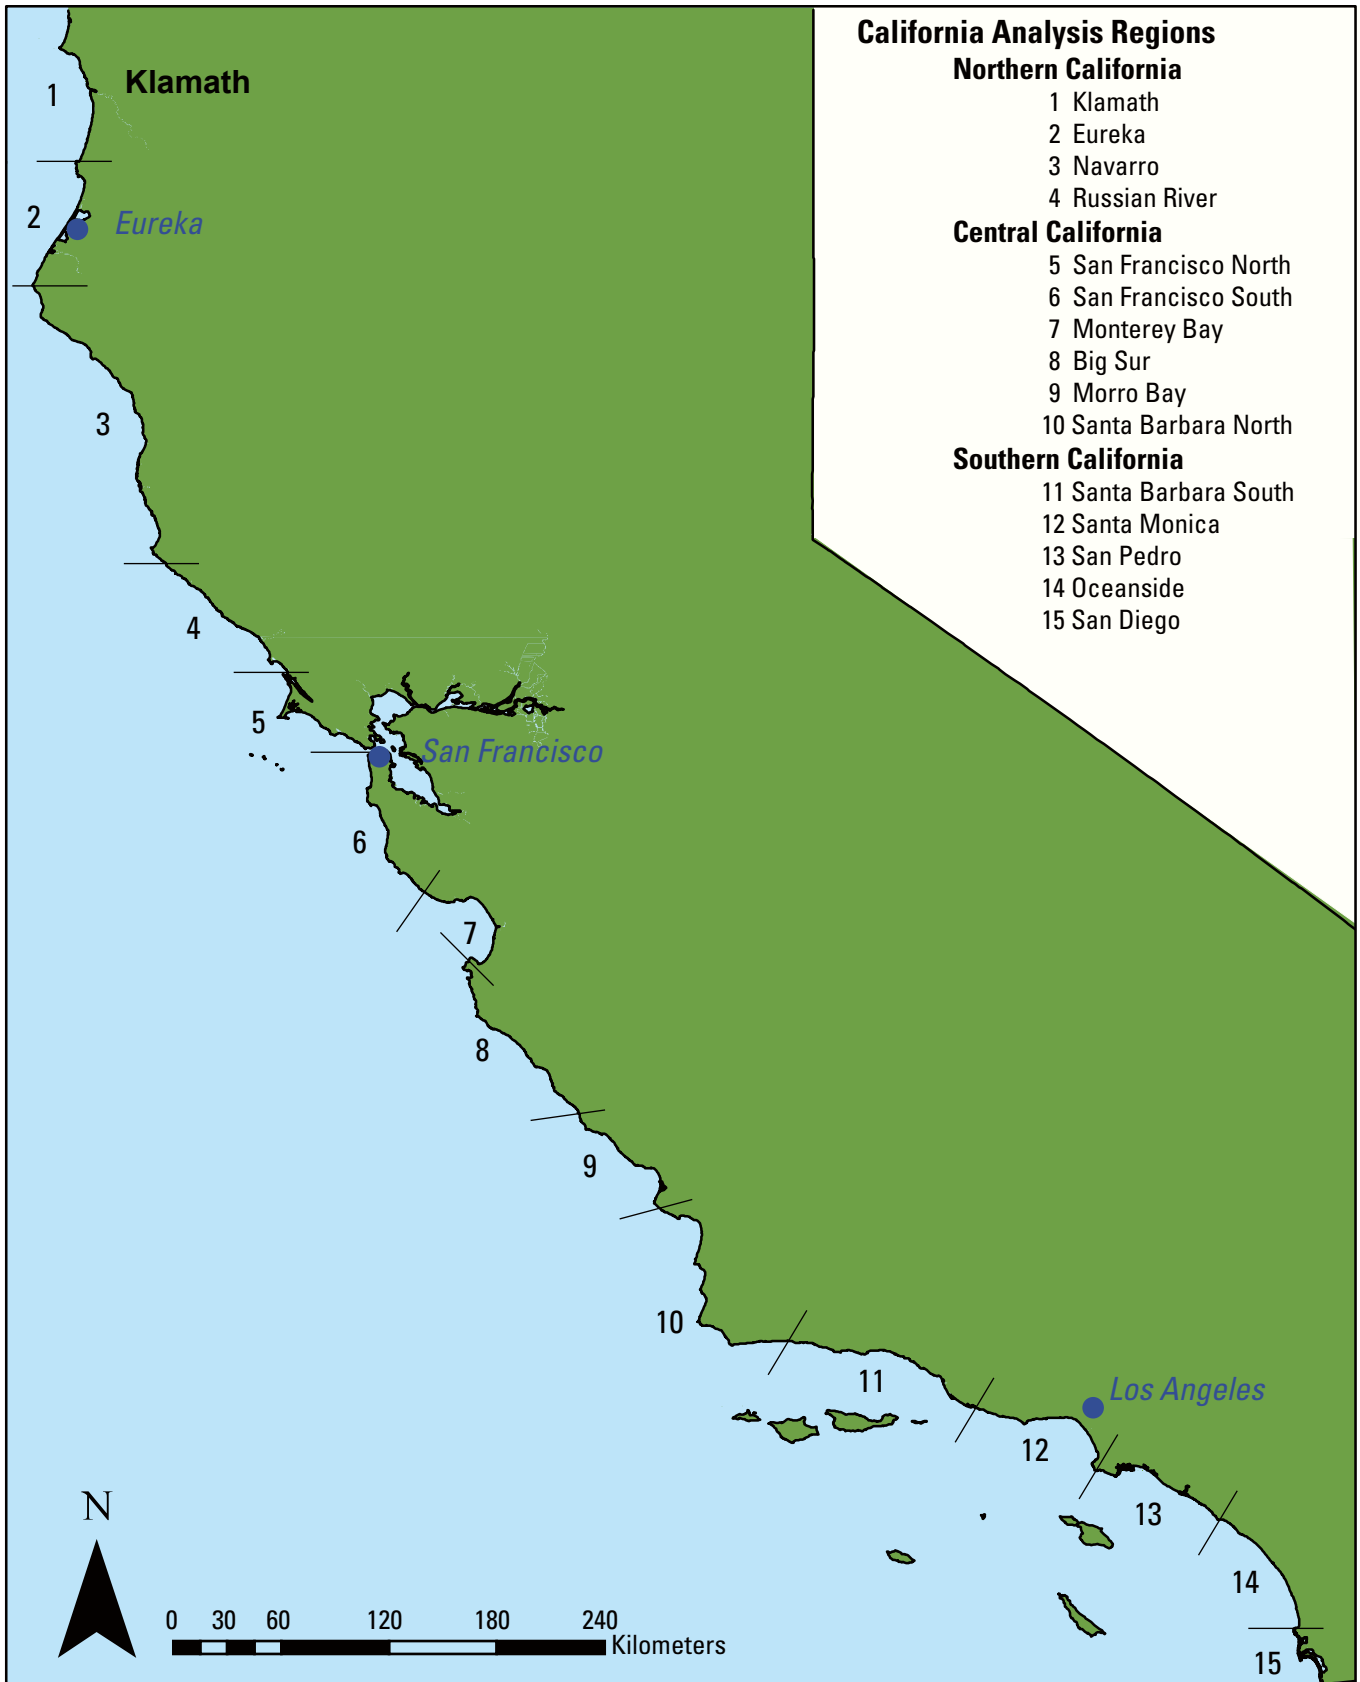 California Analysis Regions
Northern California
1 Klamath
2 Eureka
3 Navarro
4 Russian River
Central California
5 San Francisco North
6 San Francisco South
7 Monterey Bay
8 Big Sur
9 Morro Bay
10 Santa Barbara North
Southern California
11 Santa Barbara South
12 Santa Monica
13 San Pedro
14 Oceanside
15 San Diego
Klamath
1
2
Eureka
3
4
5
San Francisco
6
7
8
9
10
11
Los Angeles
12
13
14
15
N
0 30 60 120 180 240
Kilometers